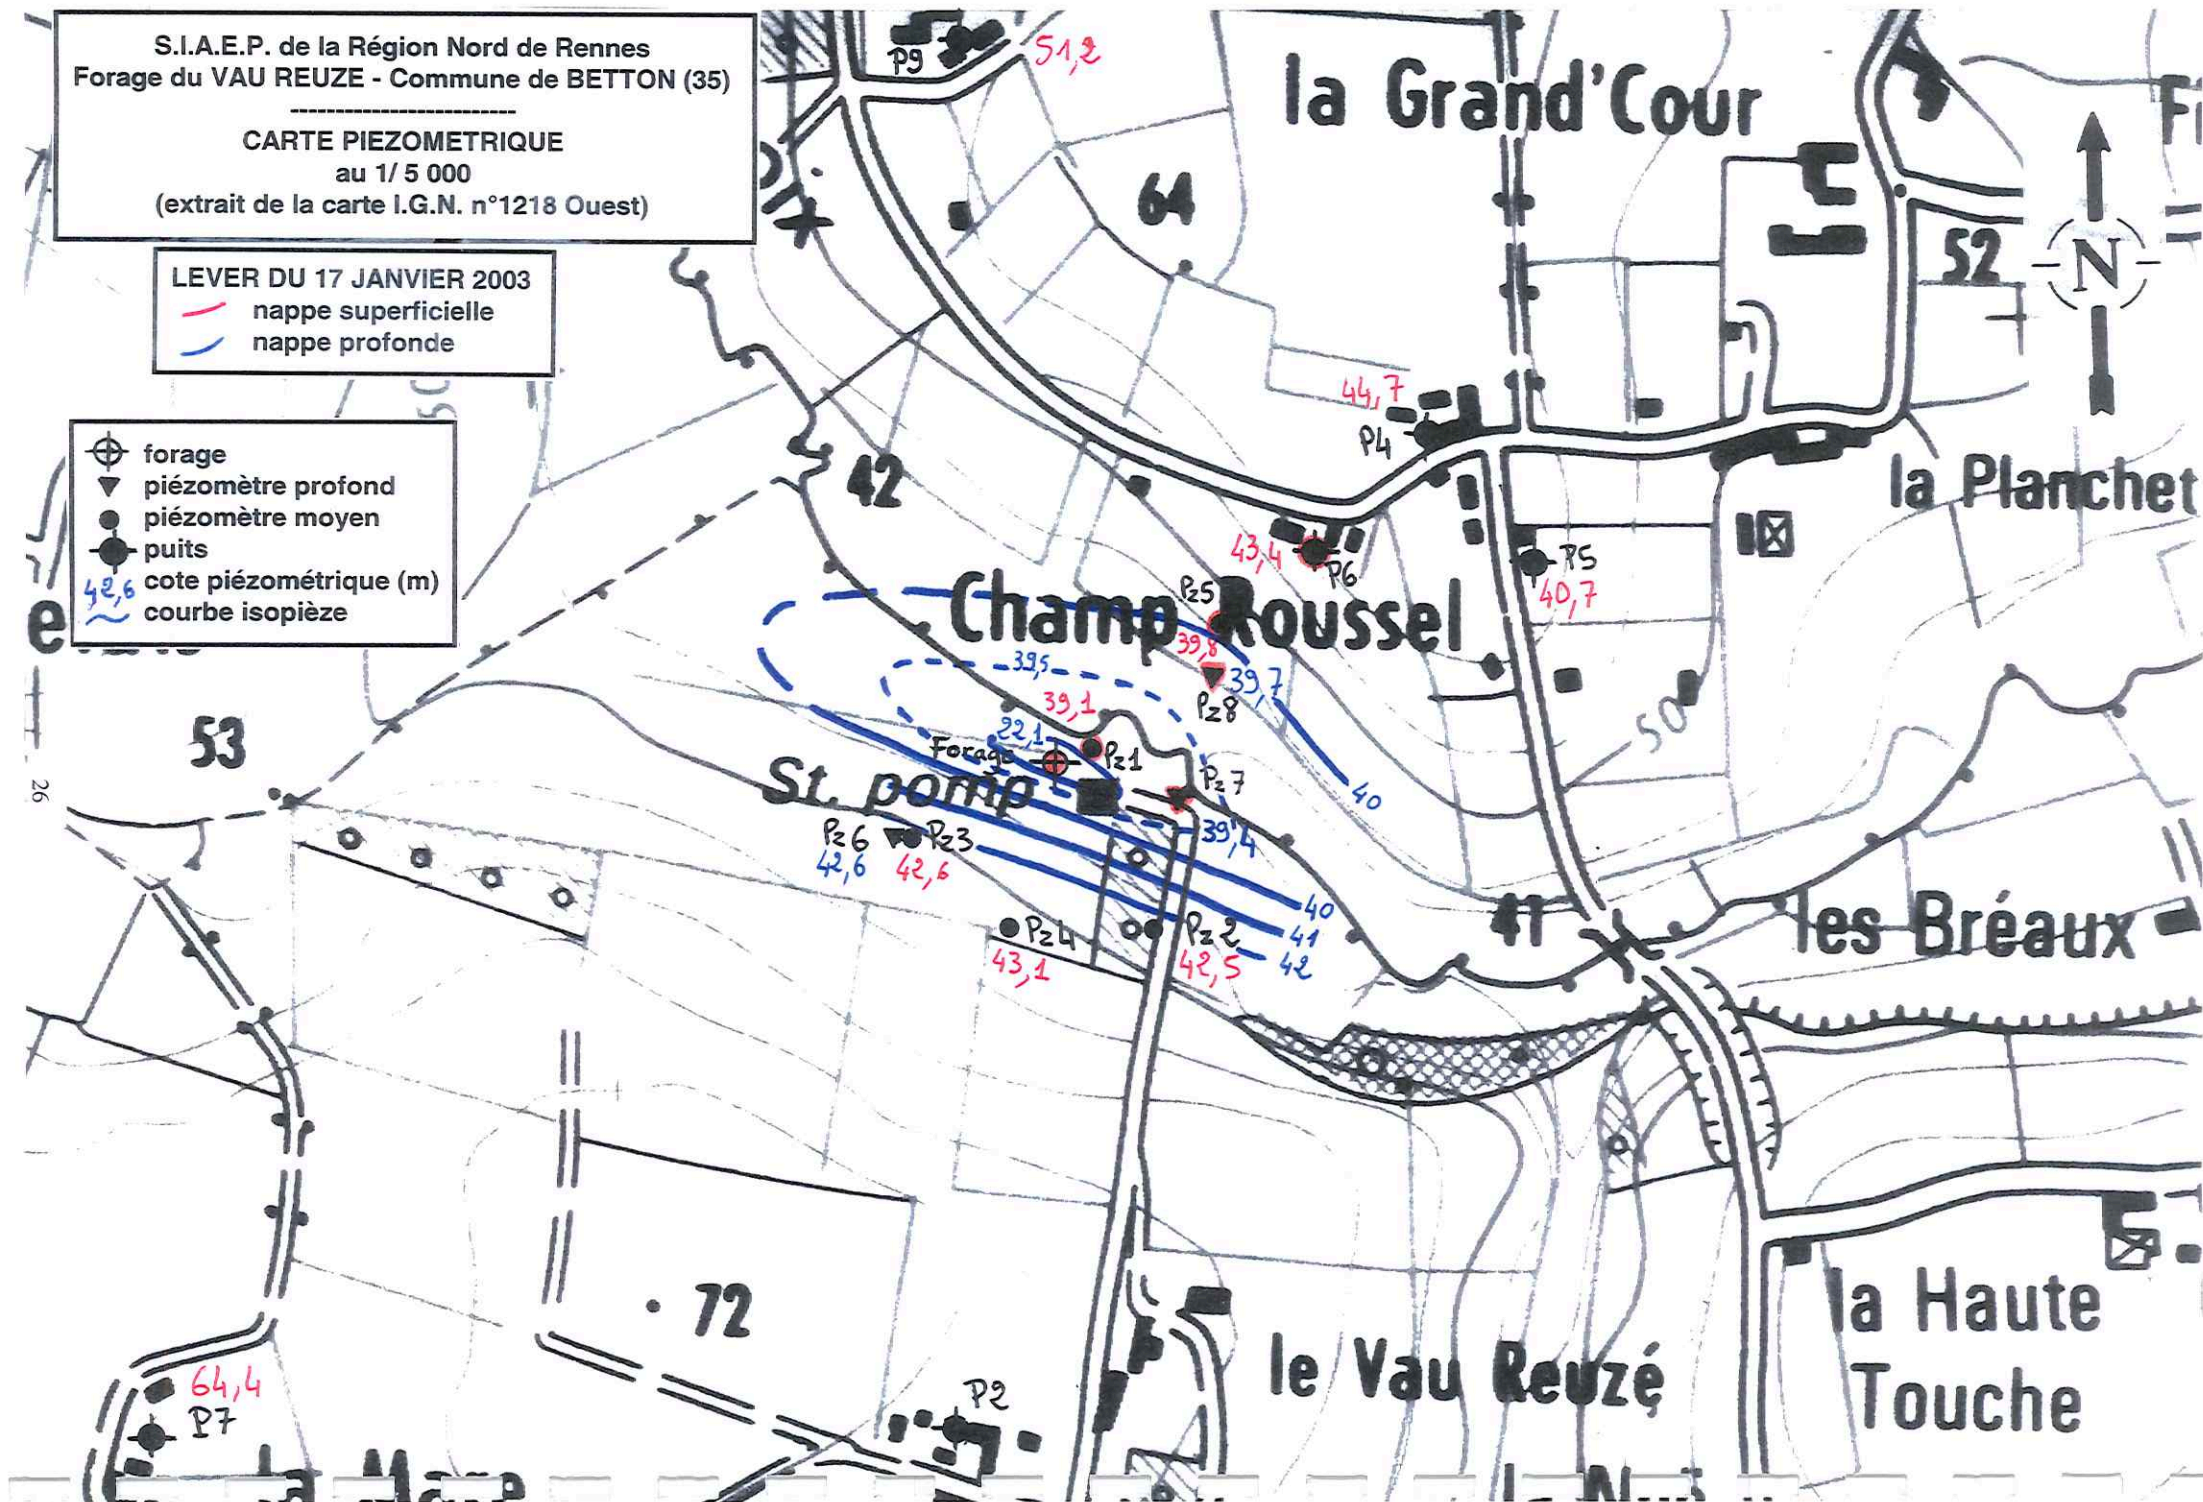 S.I.A.E.P. de la Région Nord de Rennes
Forage du VAU REUZE - Commune de BETTON (35)
-------------------------
CARTE PIEZOMETRIQUE
au 1/ 5 000
(extrait de la carte I.G.N. n°1218 Ouest)
LEVER DU 17 JANVIER 2003
nappe superficielle
nappe profonde
forage
piézomètre profond
piézomètre moyen
puits
42,6 cote piézométrique (m)
courbe isopièze
P9
51,2
la Grand'Cour
64
52
N
50
44,7
P4
42
la Planchet
43,4
P6
P5
40,7
Champ Roussel
Pz5
39,8
39,7
Pz8
39,5
39,1
22,1
Forage
Pz1
Pz7
50
53
St. pomp
40
39,4
Pz6
Pz3
42,6
42,6
26
40
41
42
Pz4
43,1
Pz2
42,5
41
les Bréaux
72
la Haute
Touche
le Vau Reuzé
64,4
P7
P2
la Mare